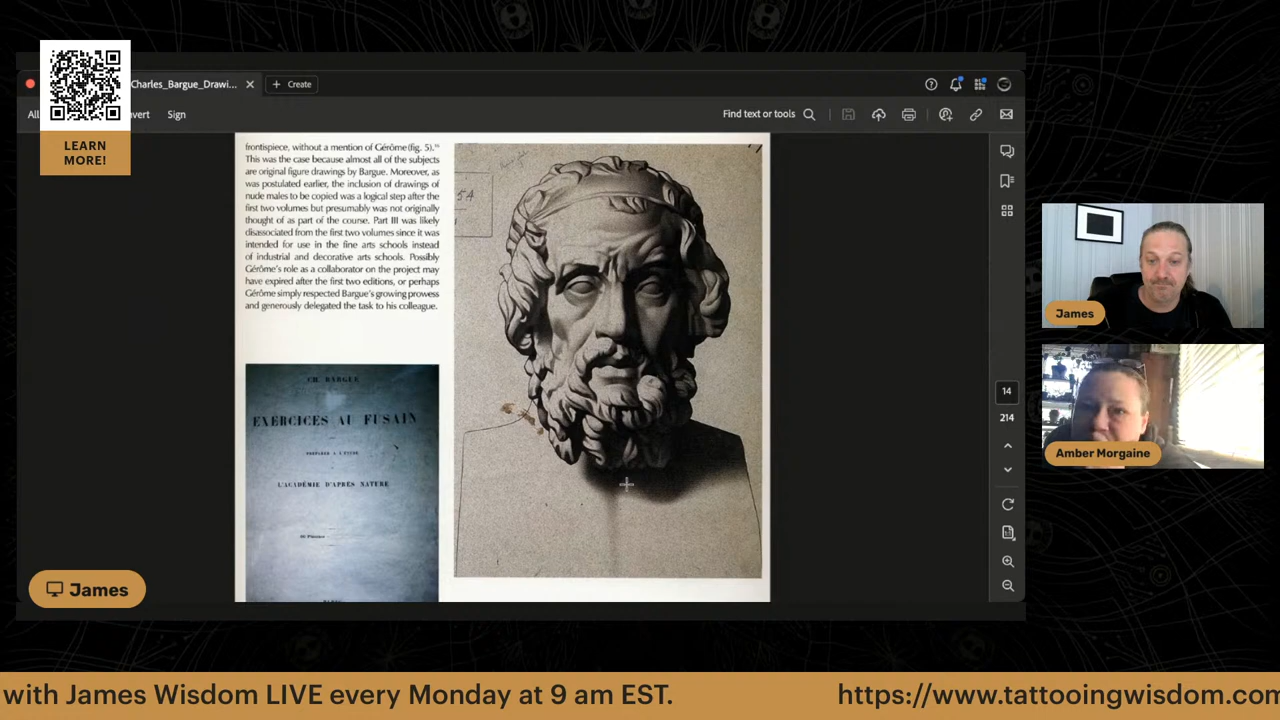 LEARN
MORE!
Charles_Bargue_Drawi...
Create
All
nvert
Sign
Find text or tools
frontispiece, without a mention of Gérôme (fig. 5).
This was the case because almost all of the subjects
are original figure drawings by Bargue. Moreover, as
was postulated earlier, the inclusion of drawings of
nude males to be copied was a logical step after the
first two volumes but presumably was not originally
thought of as part of the course. Part III was likely
disassociated from the first two volumes since it was
intended for use in the fine arts schools instead
of industrial and decorative arts schools. Possibly
Gérôme's role as a collaborator on the project may
have expired after the first two editions, or perhaps
Gérôme simply respected Bargue's growing prowess
and generously delegated the task to his colleague.
54
CH. BARGUE
EXERCICES AU FUSAIN
L'ACADÉMIE D'APRÈS NATURE
14
214
James
Amber Morgaine
James
with James Wisdom LIVE every Monday at 9 am EST.
https://www.tattooingwisdom.com